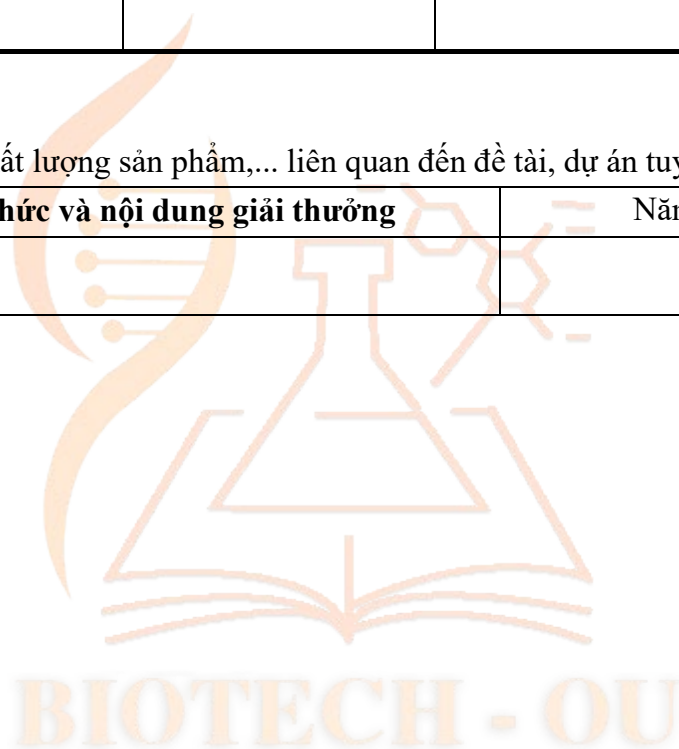 ất lượng sản phẩm,... liên quan đến đề tài, dự án tuy
hức và nội dung giải thưởng Năm
BIOTECH - OU